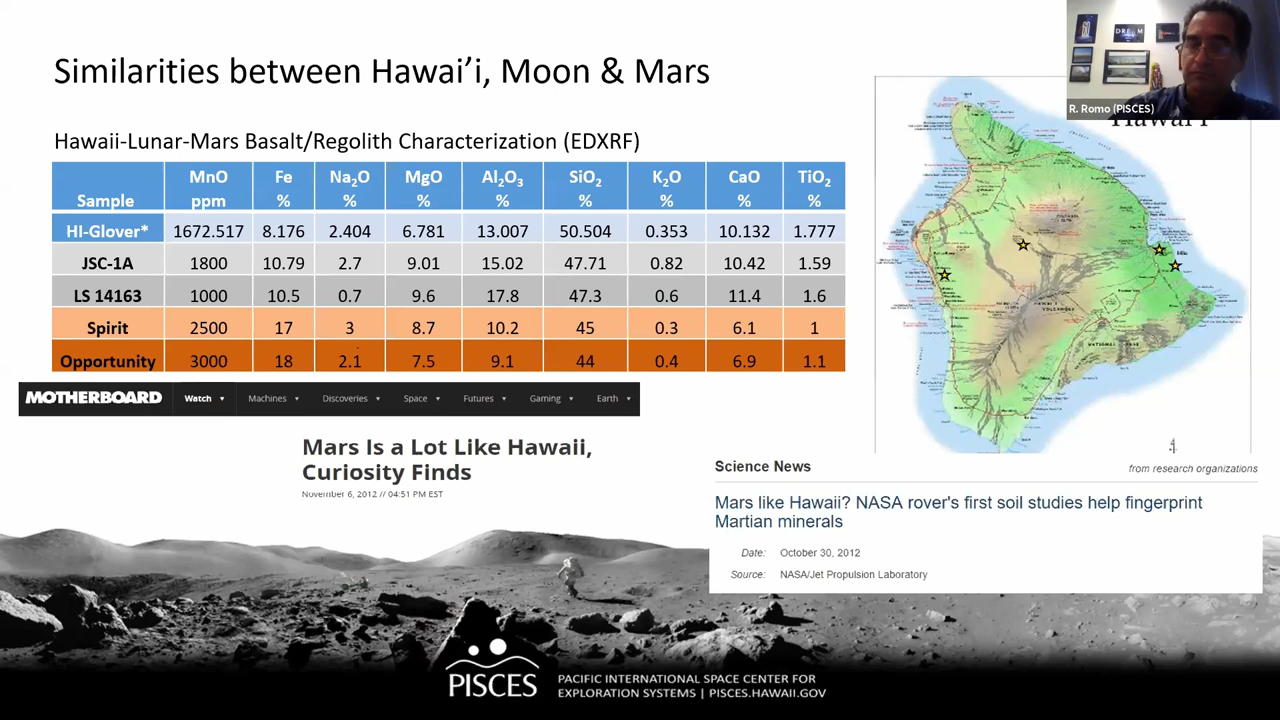 Similarities between Hawai’i, Moon & Mars
R. Romo (PISCES)
Hawai'i
Hawaii-Lunar-Mars Basalt/Regolith Characterization (EDXRF)
Sample MnO ppm Fe % Na₂O % MgO % Al₂O₃ % SiO₂ % K₂O % CaO % TiO₂ %
HI-Glover* 1672.517 8.176 2.404 6.781 13.007 50.504 0.353 10.132 1.777
JSC-1A 1800 10.79 2.7 9.01 15.02 47.71 0.82 10.42 1.59
LS 14163 1000 10.5 0.7 9.6 17.8 47.3 0.6 11.4 1.6
Spirit 2500 17 3 8.7 10.2 45 0.3 6.1 1
Opportunity 3000 18 2.1 7.5 9.1 44 0.4 6.9 1.1
MOTHERBOARD Watch Machines Discoveries Space Futures Gaming Earth
Mars Is a Lot Like Hawaii,
Curiosity Finds
November 6, 2012 // 04:51 PM EST
Science News from research organizations
Mars like Hawaii? NASA rover's first soil studies help fingerprint
Martian minerals
Date: October 30, 2012
Source: NASA/Jet Propulsion Laboratory
PISCES
PACIFIC INTERNATIONAL SPACE CENTER FOR
EXPLORATION SYSTEMS | PISCES.HAWAII.GOV